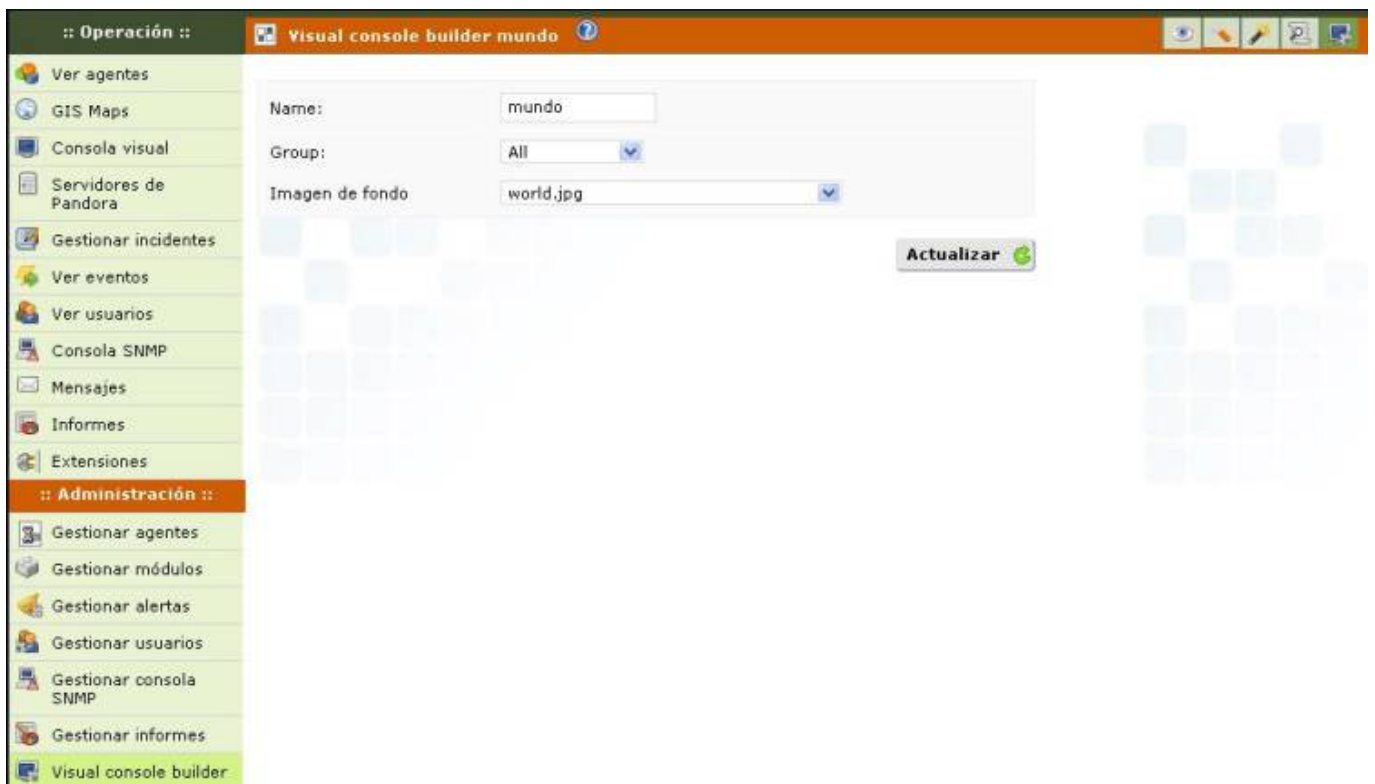 :: Operación ::
Ver agentes
GIS Maps
Consola visual
Servidores de
Pandora
Gestionar incidentes
Ver eventos
Ver usuarios
Consola SNMP
Mensajes
Informes
Extensiones
:: Administración ::
Gestionar agentes
Gestionar módulos
Gestionar alertas
Gestionar usuarios
Gestionar consola
SNMP
Gestionar informes
Visual console builder
Visual console builder mundo
Name: mundo
Group: All
Imagen de fondo world.jpg
Actualizar